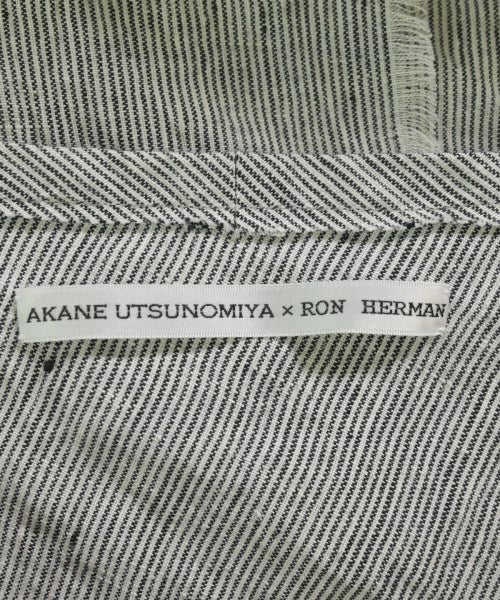 AKANE UTSUNOMIYA × RON HERMAN